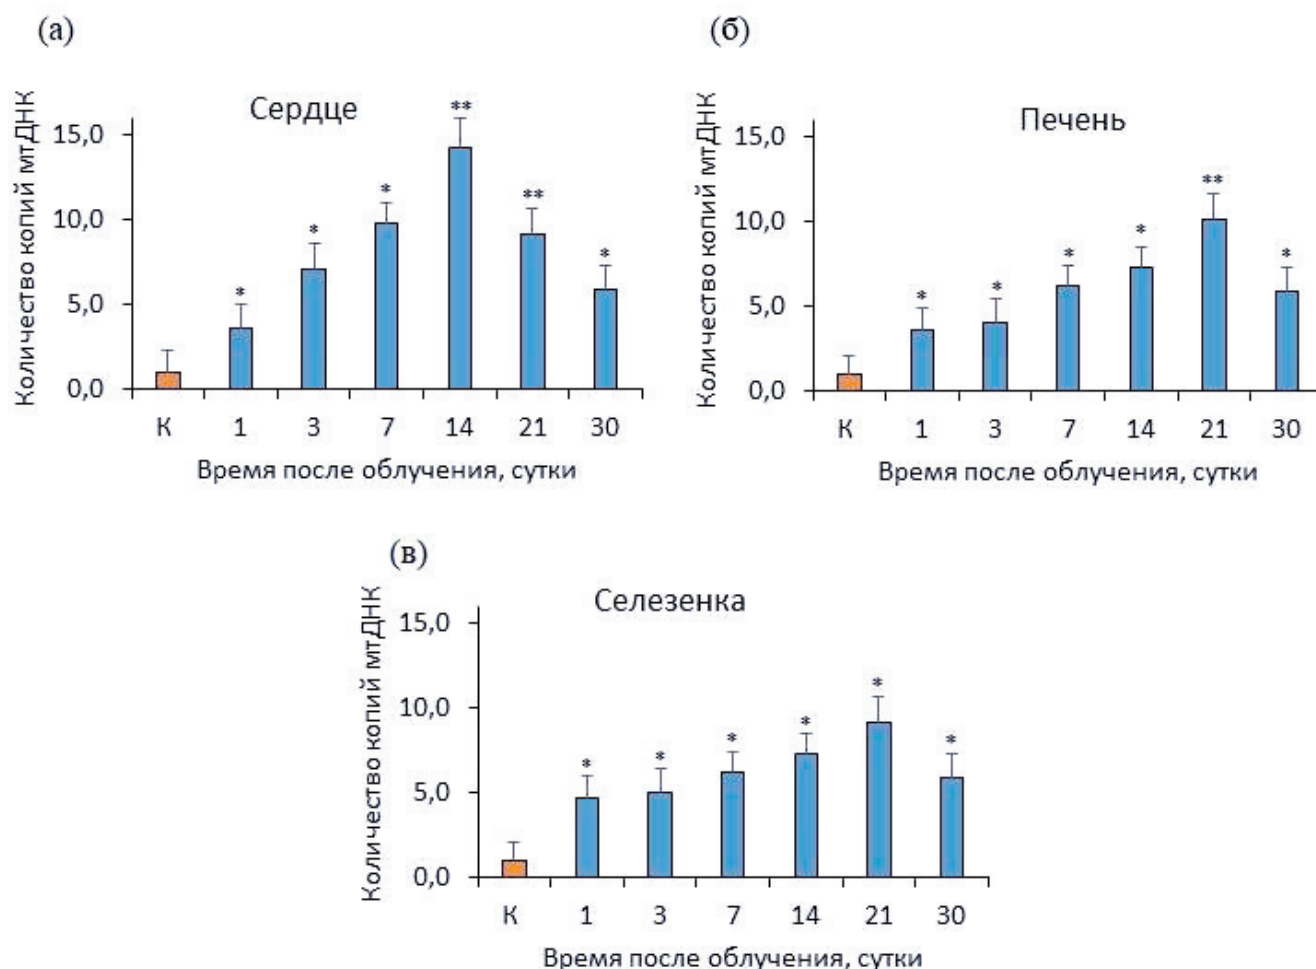 (а)
Сердце
Количество копий мтДНК
15,0
10,0
5,0
0,0
*
*
*
**
**
*
К 1 3 7 14 21 30
Время после облучения, сутки
(б)
Печень
Количество копий мтДНК
15,0
10,0
5,0
0,0
*
*
*
*
**
*
К 1 3 7 14 21 30
Время после облучения, сутки
(в)
Селезенка
Количество копий мтДНК
15,0
10,0
5,0
0,0
*
*
*
*
*
*
К 1 3 7 14 21 30
Время после облучения, сутки